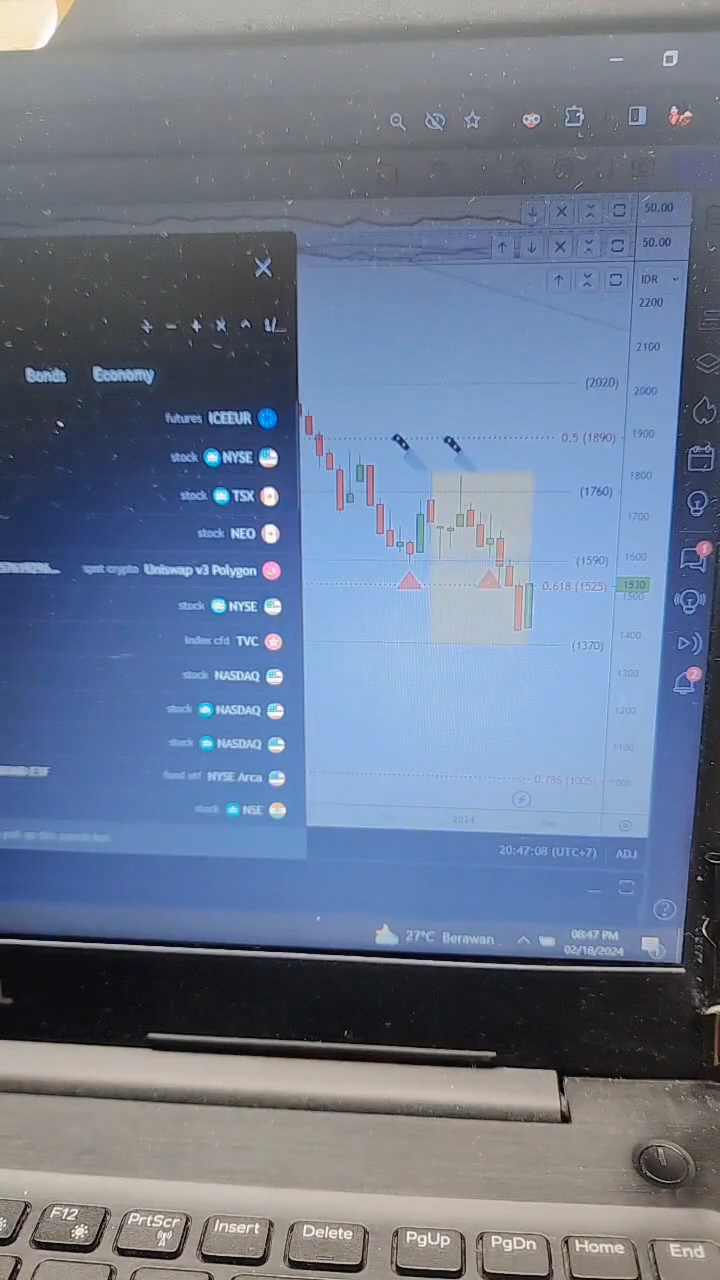 50.00
50.00
IDR
2200
2100
(2020)
2000
0.5 (1890)
1900
1800
(1760)
1700
(1590)
1600
0.618 (1525)
1530
1500
1400
(1370)
1300
1200
1100
0.786 (1005)
2024
20:47:08 (UTC+7) ADJ
Bonds Economy
futures ICEEUR
stock NYSE
stock TSX
stock NEO
spot crypto Uniswap v3 Polygon
stock NYSE
index cfd TVC
stock NASDAQ
stock NASDAQ
stock NASDAQ
fund etf NYSE Arca
stock NSE
1
2
27°C Berawan
08:47 PM
02/18/2024
F12
PrtScr
Insert
Delete
PgUp
PgDn
Home
End